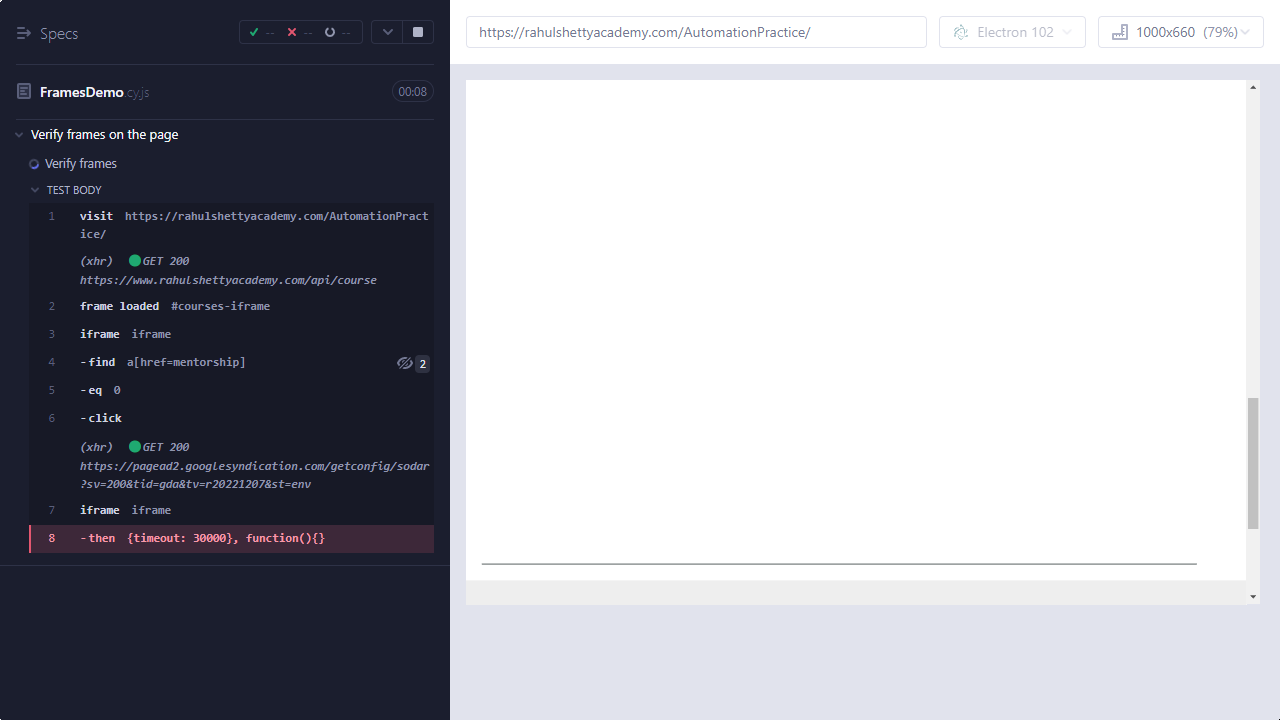 Specs
-- -- --
https://rahulshettyacademy.com/AutomationPractice/
Electron 102
1000x660 (79%)
FramesDemo.cy.js
00:08
Verify frames on the page
Verify frames
TEST BODY
1 visit https://rahulshettyacademy.com/AutomationPract
ice/
(xhr) GET 200
https://www.rahulshettyacademy.com/api/course
2 frame loaded #courses-iframe
3 iframe iframe
4 -find a[href=mentorship] 2
5 -eq 0
6 -click
(xhr) GET 200
https://pagead2.googlesyndication.com/getconfig/sodar
?sv=200&tid=gda&tv=r20221207&st=env
7 iframe iframe
8 -then {timeout: 30000}, function(){}